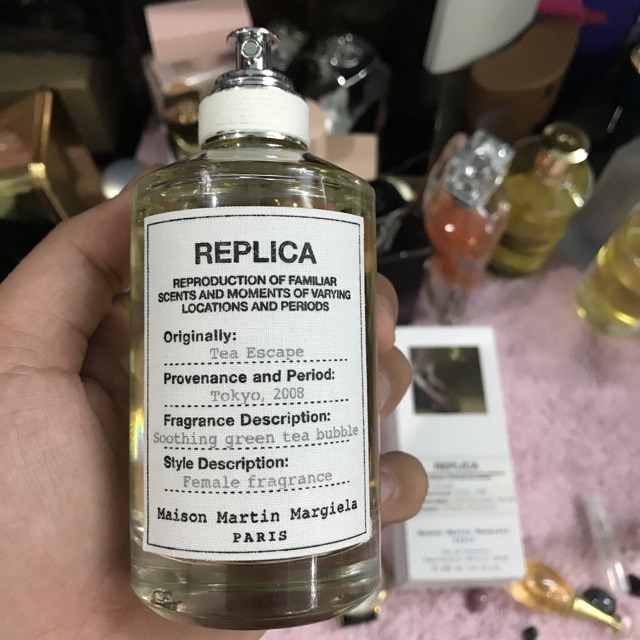 REPLICA
REPRODUCTION OF FAMILIAR
SCENTS AND MOMENTS OF VARYING
LOCATIONS AND PERIODS
Originally:
Tea Escape
Provenance and Period:
Tokyo, 2008
Fragrance Description:
Soothing green tea bubble
Style Description:
Female fragrance
Maison Martin Margiela
PARIS
REPLICA